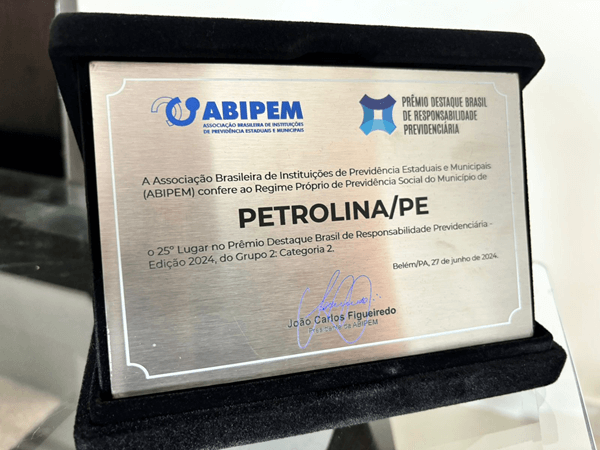 ABIPEM
ASSOCIAÇÃO BRASILEIRA DE INSTITUIÇÕES
DE PREVIDÊNCIA ESTADUAIS E MUNICIPAIS
PRÊMIO DESTAQUE BRASIL
DE RESPONSABILIDADE
PREVIDENCIÁRIA
A Associação Brasileira de Instituições de Previdência Estaduais e Municipais
(ABIPEM) confere ao Regime Próprio de Previdência Social do Município de
PETROLINA/PE
o 25º Lugar no Prêmio Destaque Brasil de Responsabilidade Previdenciária -
Edição 2024, do Grupo 2: Categoria 2.
Belém/PA, 27 de junho de 2024.
João Carlos Figueiredo
Presidente de ABIPEM